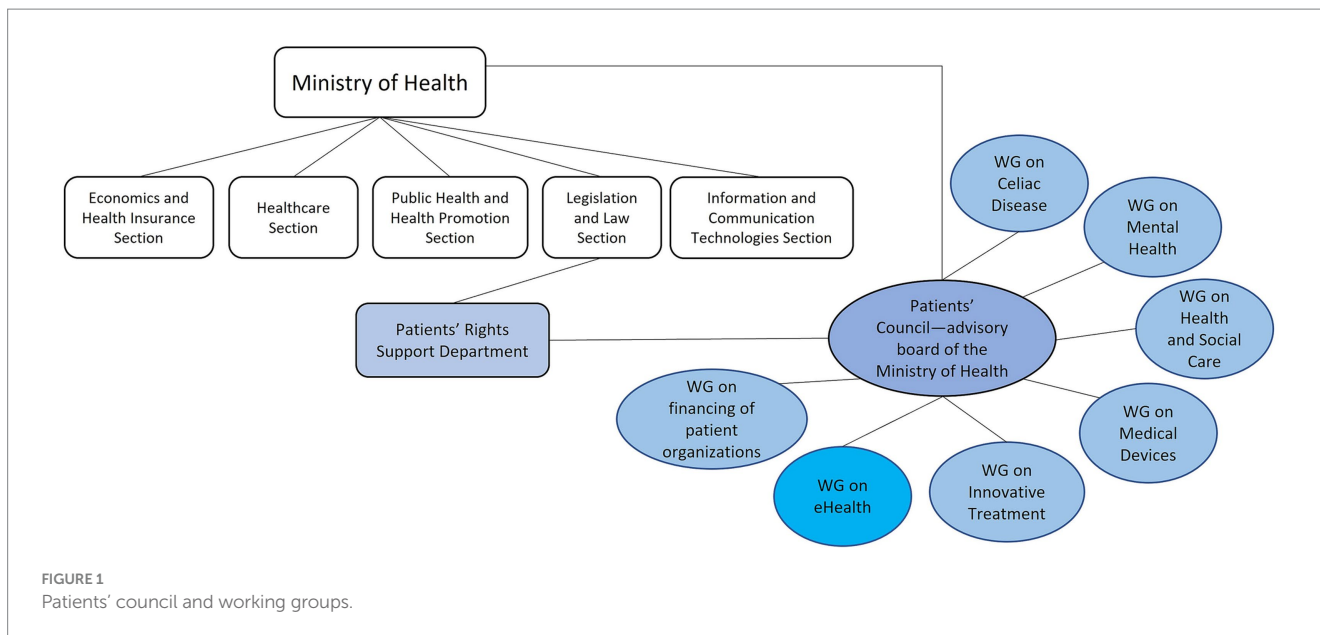 Ministry of Health
Economics and
Health Insurance
Section
Healthcare
Section
Public Health and
Health Promotion
Section
Legislation
and Law
Section
Information and
Communication
Technologies Section
Patients' Rights
Support Department
Patients'
Council—advisory
board of the
Ministry of Health
WG on
Celiac
Disease
WG on
Mental
Health
WG on
Health
and Social
Care
WG on
Medical
Devices
WG on
Innovative
Treatment
WG on
eHealth
WG on
financing of
patient
organizations
FIGURE 1
Patients' council and working groups.